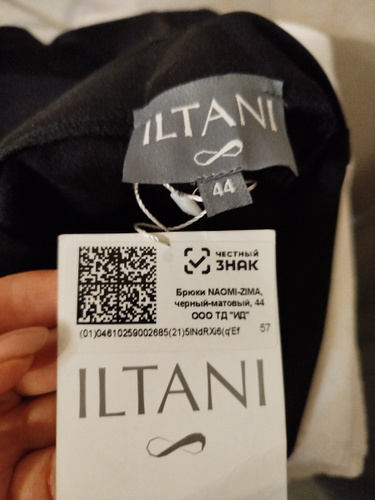 ILTANI
44
ЧЕСТНЫЙ
ЗНАК
Брюки NAOMI-ZIMA,
черный-матовый, 44
ООО ТД "ИД"
(01)04610259002685(21)5lNdRXi6(q'Ef 57
ILTANI